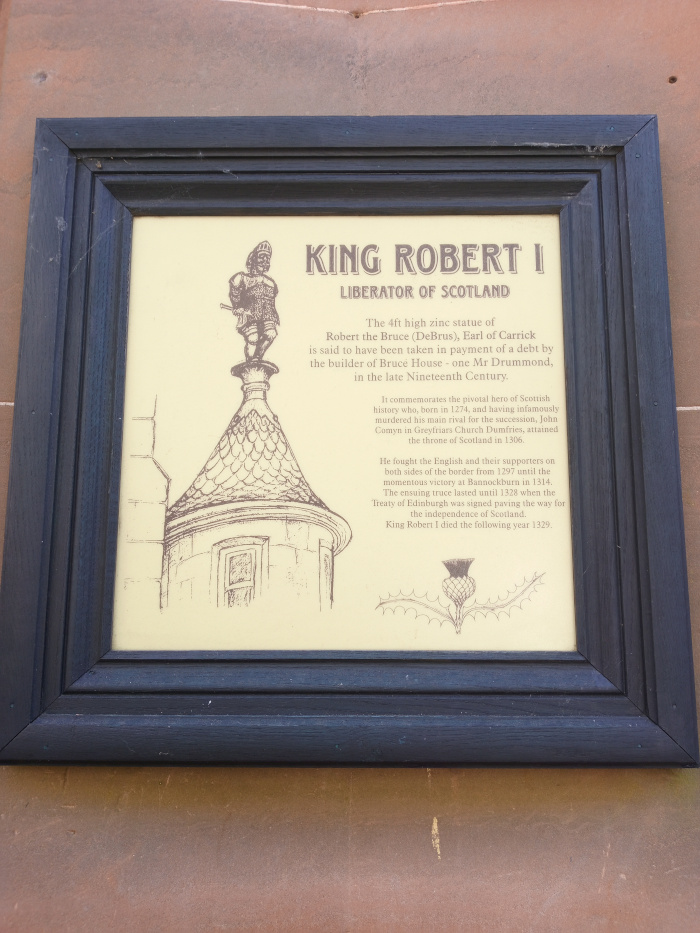 KING ROBERT I
LIBERATOR OF SCOTLAND
The 4ft high zinc statue of
Robert the Bruce (DeBrus), Earl of Carrick
is said to have been taken in payment of a debt by
the builder of Bruce House - one Mr Drummond,
in the late Nineteenth Century.
It commemorates the pivotal hero of Scottish
history who, born in 1274, and having infamously
murdered his main rival for the succession, John
Comyn in Greyfriars Church Dumfries, attained
the throne of Scotland in 1306.
He fought the English and their supporters on
both sides of the border from 1297 until the
momentous victory at Bannockburn in 1314.
The ensuing truce lasted until 1328 when the
Treaty of Edinburgh was signed paving the way for
the independence of Scotland.
King Robert I died the following year 1329.